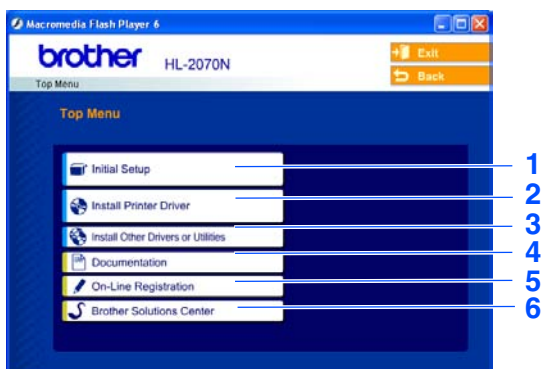 Macromedia Flash Player 6
brother HL-2070N
Exit
Back
Top Menu
Top Menu
Initial Setup 1
Install Printer Driver 2
Install Other Drivers or Utilities 3
Documentation 4
On-Line Registration 5
Brother Solutions Center 6